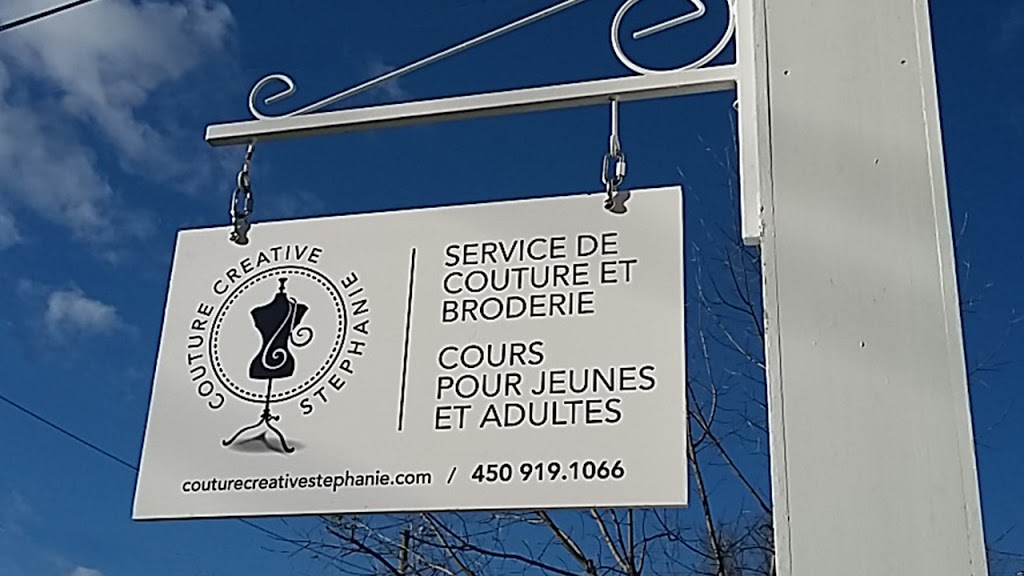 COUTURE CREATIVE
STEPHANIE
SERVICE DE
COUTURE ET
BRODERIE
COURS
POUR JEUNES
ET ADULTES
couturecreativestephanie.com / 450 919.1066